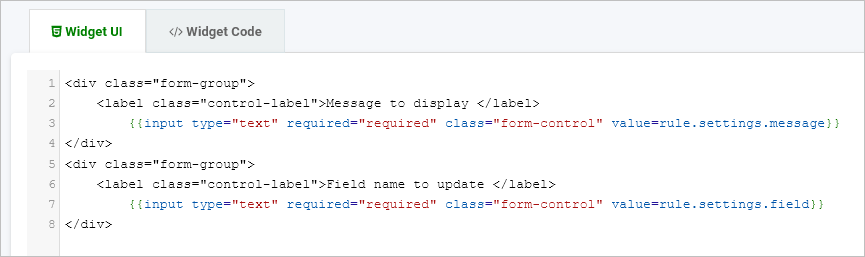 Widget UI </> Widget Code
1 <div class="form-group">
2     <label class="control-label">Message to display </label>
3         {{input type="text" required="required" class="form-control" value=rule.settings.message}}
4 </div>
5 <div class="form-group">
6     <label class="control-label">Field name to update </label>
7         {{input type="text" required="required" class="form-control" value=rule.settings.field}}
8 </div>